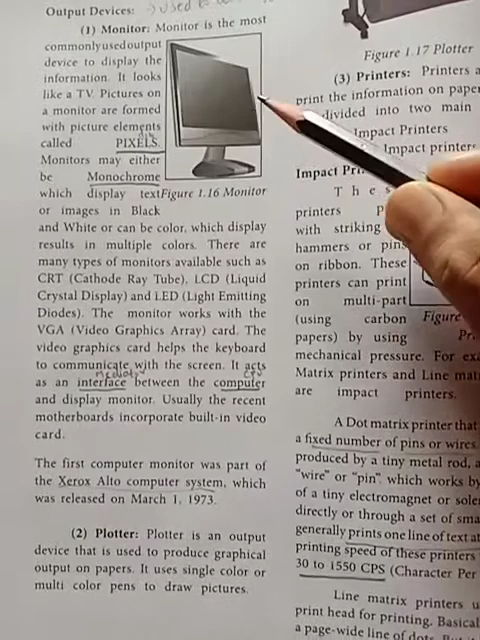 Output Devices:
(1) Monitor: Monitor is the most
commonly used output
device to display the
information. It looks
like a TV. Pictures on
a monitor are formed
with picture elements
called PIXELS.
Monitors may either
be Monochrome
which display text
or images in Black
and White or can be color, which display
results in multiple colors. There are
many types of monitors available such as
CRT (Cathode Ray Tube), LCD (Liquid
Crystal Display) and LED (Light Emitting
Diodes). The monitor works with the
VGA (Video Graphics Array) card. The
video graphics card helps the keyboard
to communicate with the screen. It acts
as an interface between the computer
and display monitor. Usually the recent
motherboards incorporate built-in video
card.
Figure 1.16 Monitor
The first computer monitor was part of
the Xerox Alto computer system, which
was released on March 1, 1973.
(2) Plotter: Plotter is an output
device that is used to produce graphical
output on papers. It uses single color or
multi color pens to draw pictures.
Figure 1.17 Plotter
(3) Printers: Printers
print the information on
divided into two main
Impact Printers
Impact
Impact
Thes
printers
with striking
hammers or pins
on ribbon. These
printers can print
on multi-part
(using carbon
papers) by using
mechanical pressure. For
Matrix printers and Line
are impact printers.
Figure
A Dot matrix printer that
a fixed number of pins or wires.
produced by a tiny metal rod,
"wire" or "pin", which works
of a tiny electromagnet or
directly or through a set of
generally prints one line of text
printing speed of these printers
30 to 1550 CPS (Character Per
Line matrix printers
print head for printing.
a page-wide line of dots.